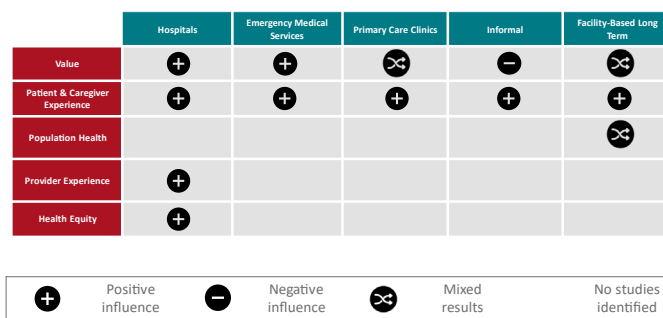 Hospitals
Emergency Medical
Services
Primary Care Clinics
Informal
Facility-Based Long
Term
Value
Patient & Caregiver
Experience
Population Health
Provider Experience
Health Equity
Positive
influence
Negative
influence
Mixed
results
No studies
identified